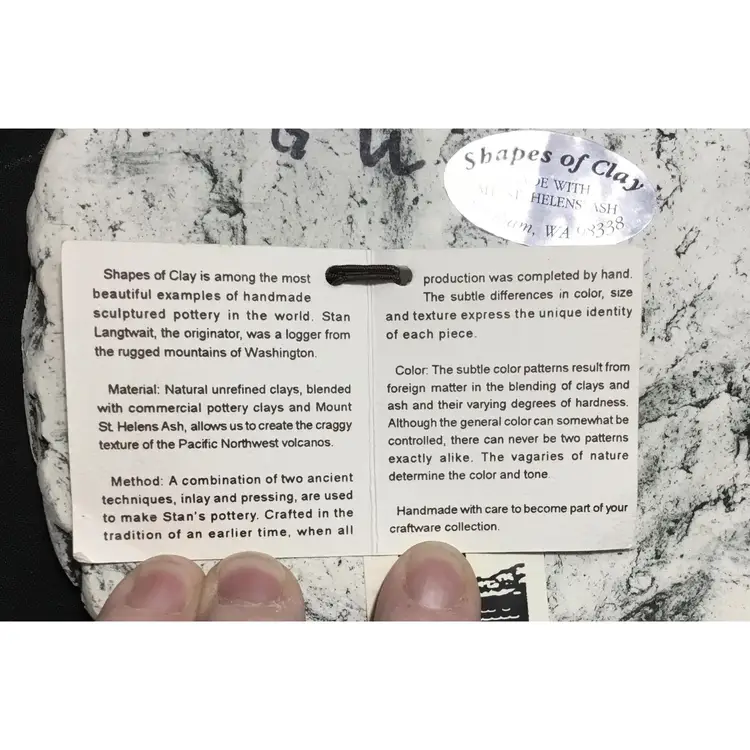 Shapes of Clay
DE WITH
HELENS ASH
WA 98338
Shapes of Clay is among the most
beautiful examples of handmade
sculptured pottery in the world. Stan
Langtwait, the originator, was a logger from
the rugged mountains of Washington.
Material: Natural unrefined clays, blended
with commercial pottery clays and Mount
St. Helens Ash, allows us to create the craggy
texture of the Pacific Northwest volcanos.
Method: A combination of two ancient
techniques, inlay and pressing, are used
to make Stan's pottery. Crafted in the
tradition of an earlier time, when all
production was completed by hand.
The subtle differences in color, size
and texture express the unique identity
of each piece.
Color: The subtle color patterns result from
foreign matter in the blending of clays and
ash and their varying degrees of hardness.
Although the general color can somewhat be
controlled, there can never be two patterns
exactly alike. The vagaries of nature
determine the color and tone.
Handmade with care to become part of your
craftware collection.